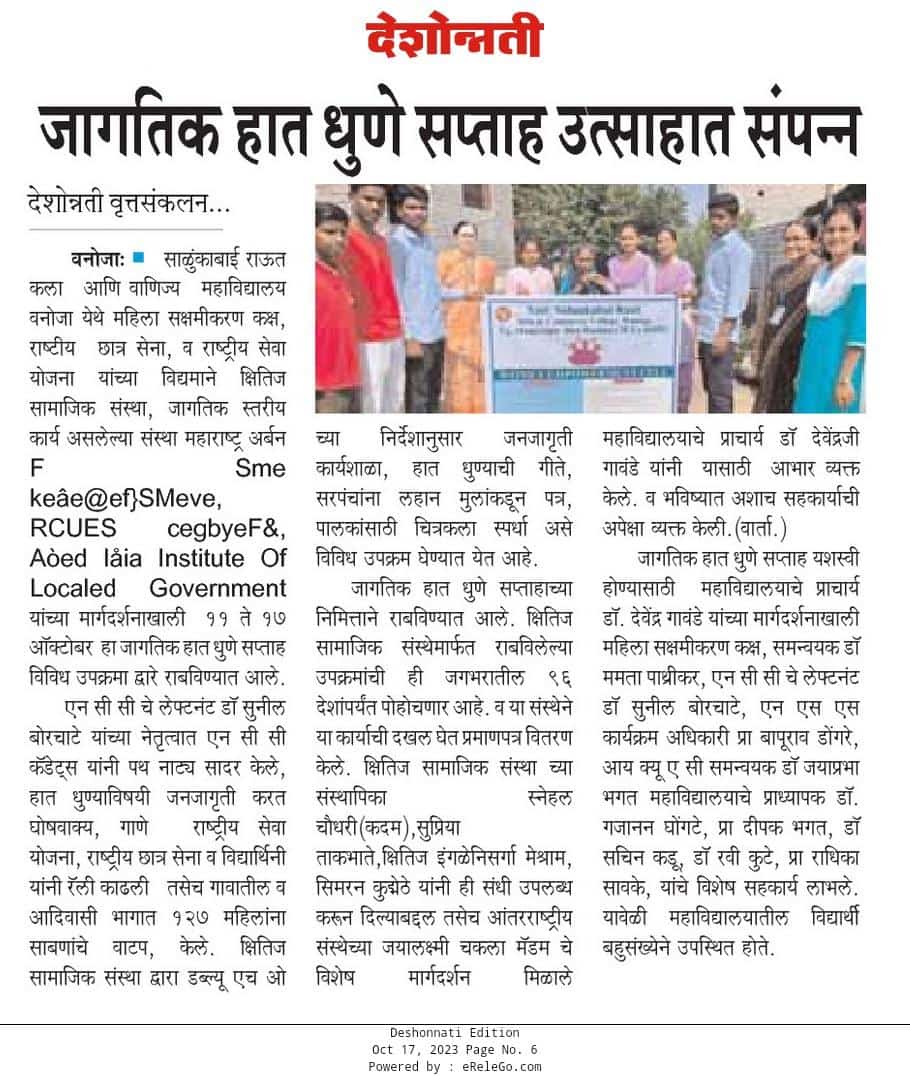 देशोन्नती
जागतिक हात धुणे सप्ताह उत्साहात संपन्न
देशोन्नती वृत्तसंकलन...
वनोजाः ■ साळुंकाबाई राऊत
कला आणि वाणिज्य महाविद्यालय
वनोजा येथे महिला सक्षमीकरण कक्ष,
राष्टीय छात्र सेना, व राष्ट्रीय सेवा
योजना यांच्या विद्यमाने क्षितिज
सामाजिक संस्था, जागतिक स्तरीय
कार्य असलेल्या संस्था महाराष्ट्र अर्बन
F Sme
keâe@ef}SMeve,
RCUES cegbyeF&,
Aòed Iåia Institute Of
Localed Government
यांच्या मार्गदर्शनाखाली ११ ते १७
ऑक्टोबर हा जागतिक हात धुणे सप्ताह
विविध उपक्रमा द्वारे राबविण्यात आले.
एन सी सी चे लेफ्टनंट डॉ सुनील
बोरचाटे यांच्या नेतृत्वात एन सी सी
कॅडेट्स यांनी पथ नाट्य सादर केले,
हात धुण्याविषयी जनजागृती करत
घोषवाक्य, गाणे राष्ट्रीय सेवा
योजना, राष्ट्रीय छात्र सेना व विद्यार्थिनी
यांनी रॅली काढली तसेच गावातील व
आदिवासी भागात १२७ महिलांना
साबणांचे वाटप, केले. क्षितिज
सामाजिक संस्था द्वारा डब्ल्यू एच ओ
च्या निर्देशानुसार जनजागृती
कार्यशाळा, हात धुण्याची गीते,
सरपंचांना लहान मुलांकडून पत्र,
पालकांसाठी चित्रकला स्पर्धा असे
विविध उपक्रम घेण्यात येत आहे.
जागतिक हात धुणे सप्ताहाच्या
निमित्ताने राबविण्यात आले. क्षितिज
सामाजिक संस्थेमार्फत राबविलेल्या
उपक्रमांची ही जगभरातील ९६
देशांपर्यंत पोहोचणार आहे. व या संस्थेने
या कार्याची दखल घेत प्रमाणपत्र वितरण
केले. क्षितिज सामाजिक संस्था च्या
संस्थापिका स्नेहल
चौधरी(कदम),सुप्रिया
ताकभाते,क्षितिज इंगळेनिसर्गा मेश्राम,
सिमरन कुद्मेठे यांनी ही संधी उपलब्ध
करून दिल्याबद्दल तसेच आंतरराष्ट्रीय
संस्थेच्या जयालक्ष्मी चकला मॅडम चे
विशेष मार्गदर्शन मिळाले
महाविद्यालयाचे प्राचार्य डॉ देवेंद्रजी
गावंडे यांनी यासाठी आभार व्यक्त
केले. व भविष्यात अशाच सहकार्याची
अपेक्षा व्यक्त केली.(वार्ता.)
जागतिक हात धुणे सप्ताह यशस्वी
होण्यासाठी महाविद्यालयाचे प्राचार्य
डॉ. देवेंद्र गावंडे यांच्या मार्गदर्शनाखाली
महिला सक्षमीकरण कक्ष, समन्वयक डॉ
ममता पाथ्रीकर, एन सी सी चे लेफ्टनंट
डॉ सुनील बोरचाटे, एन एस एस
कार्यक्रम अधिकारी प्रा बापूराव डोंगरे,
आय क्यू ए सी समन्वयक डॉ जयाप्रभा
भगत महाविद्यालयाचे प्राध्यापक डॉ.
गजानन घोंगटे, प्रा दीपक भगत, डॉ
सचिन कडू, डॉ रवी कुटे, प्रा राधिका
सावके, यांचे विशेष सहकार्य लाभले.
यावेळी महाविद्यालयातील विद्यार्थी
बहुसंख्येने उपस्थित होते.
Deshonnati Edition
Oct 17, 2023 Page No. 6
Powered by : eReleGo.com